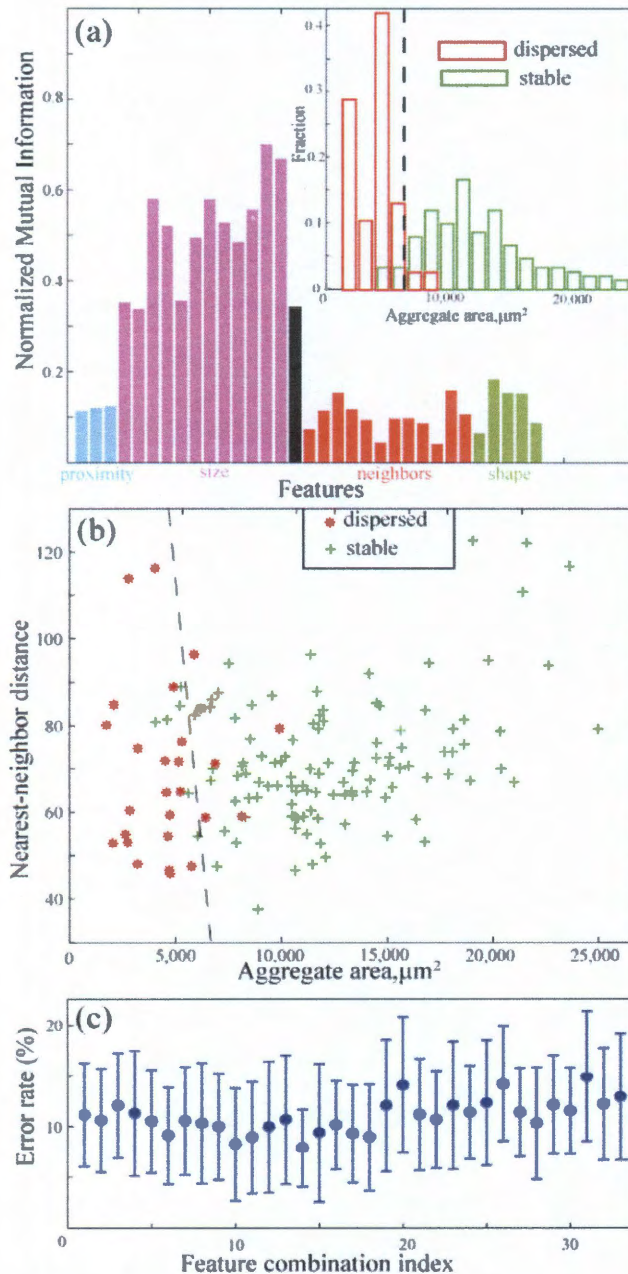 (a)
Normalized Mutual Information
0.8
0.6
0.4
0.2
proximity
size
neighbors
shape
Features
dispersed
stable
Fraction
0.4
0.3
0.2
0.1
0
0
10,000
20,000
Aggregate area,μm²
(b)
dispersed
stable
Nearest-neighbor distance
120
100
80
60
40
0
5,000
10,000
15,000
20,000
25,000
Aggregate area,μm²
(c)
Error rate (%)
20
10
0
10
20
30
Feature combination index